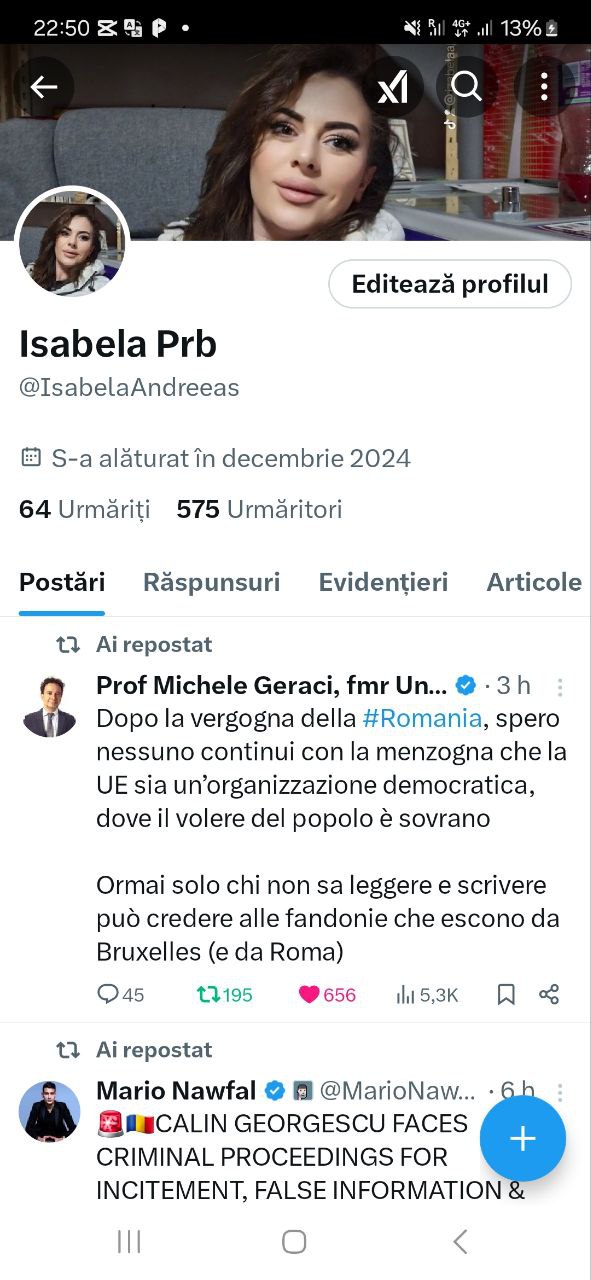 22:50
4G+
13%
Editează profilul
Isabela Prb
@IsabelaAndreeas
S-a alăturat în decembrie 2024
64 Urmăriți 575 Urmăritori
Postări Răspunsuri Evidențieri Articole
Ai repostat
Prof Michele Geraci, fmr Un... · 3 h
Dopo la vergogna della #Romania, spero
nessuno continui con la menzogna che la
UE sia un’organizzazione democratica,
dove il volere del popolo è sovrano
Ormai solo chi non sa leggere e scrivere
può credere alle fandonie che escono da
Bruxelles (e da Roma)
45 195 656 5,3K
Ai repostat
Mario Nawfal @MarioNaw... · 6 h
🚨🇷🇴CALIN GEORGESCU FACES
CRIMINAL PROCEEDINGS FOR
INCITEMENT, FALSE INFORMATION &